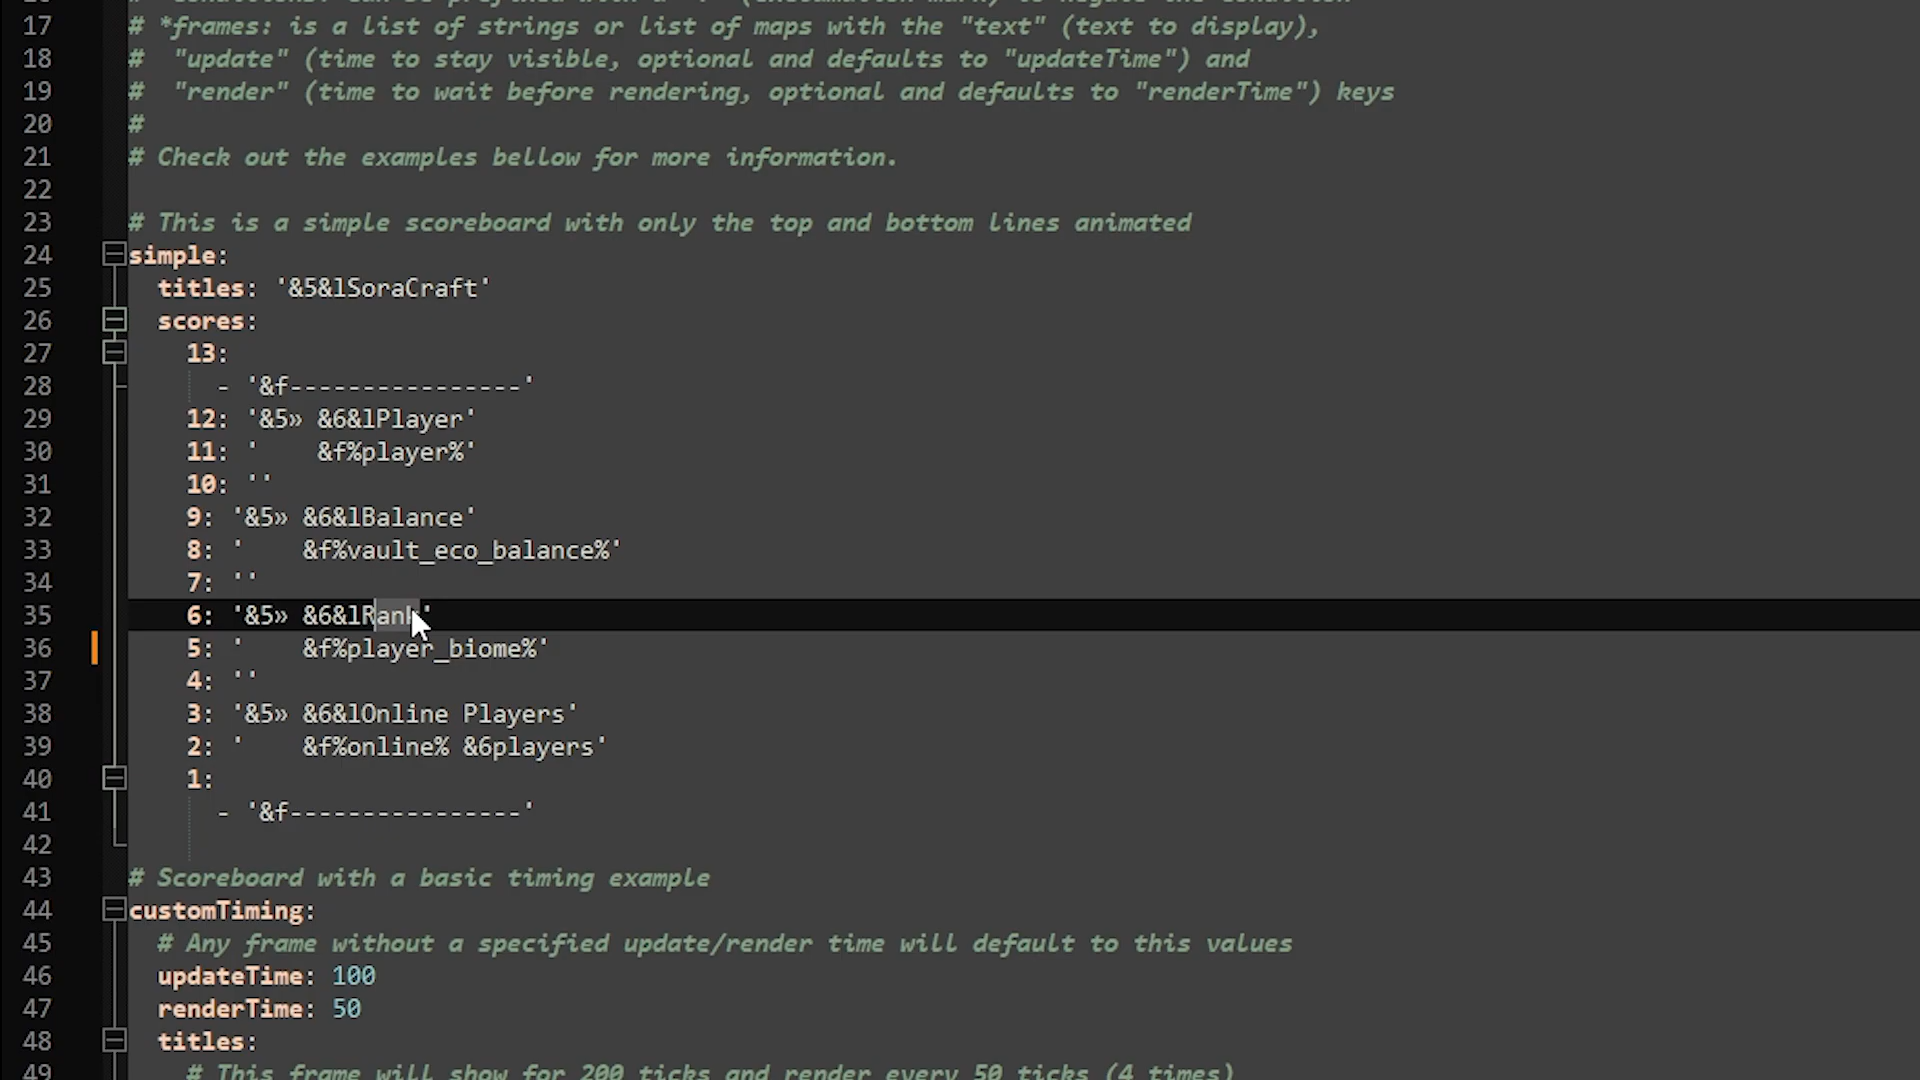 17 # *frames: is a list of strings or list of maps with the "text" (text to display),
18 #  "update" (time to stay visible, optional and defaults to "updateTime") and
19 #  "render" (time to wait before rendering, optional and defaults to "renderTime") keys
20 #
21 # Check out the examples bellow for more information.
22
23 # This is a simple scoreboard with only the top and bottom lines animated
24 simple:
25   titles: '&5&lSoraCraft'
26   scores:
27     13:
28       - '&f----------------'
29     12: '&5» &6&lPlayer'
30     11: '    &f%player%'
31     10: ''
32     9: '&5» &6&lBalance'
33     8: '    &f%vault_eco_balance%'
34     7: ''
35     6: '&5» &6&lRank'
36     5: '    &f%player_biome%'
37     4: ''
38     3: '&5» &6&lOnline Players'
39     2: '    &f%online% &6players'
40     1:
41       - '&f----------------'
42
43 # Scoreboard with a basic timing example
44 customTiming:
45   # Any frame without a specified update/render time will default to this values
46   updateTime: 100
47   renderTime: 50
48   titles:
49     # This frame will show for 200 ticks and render every 50 ticks (4 times)